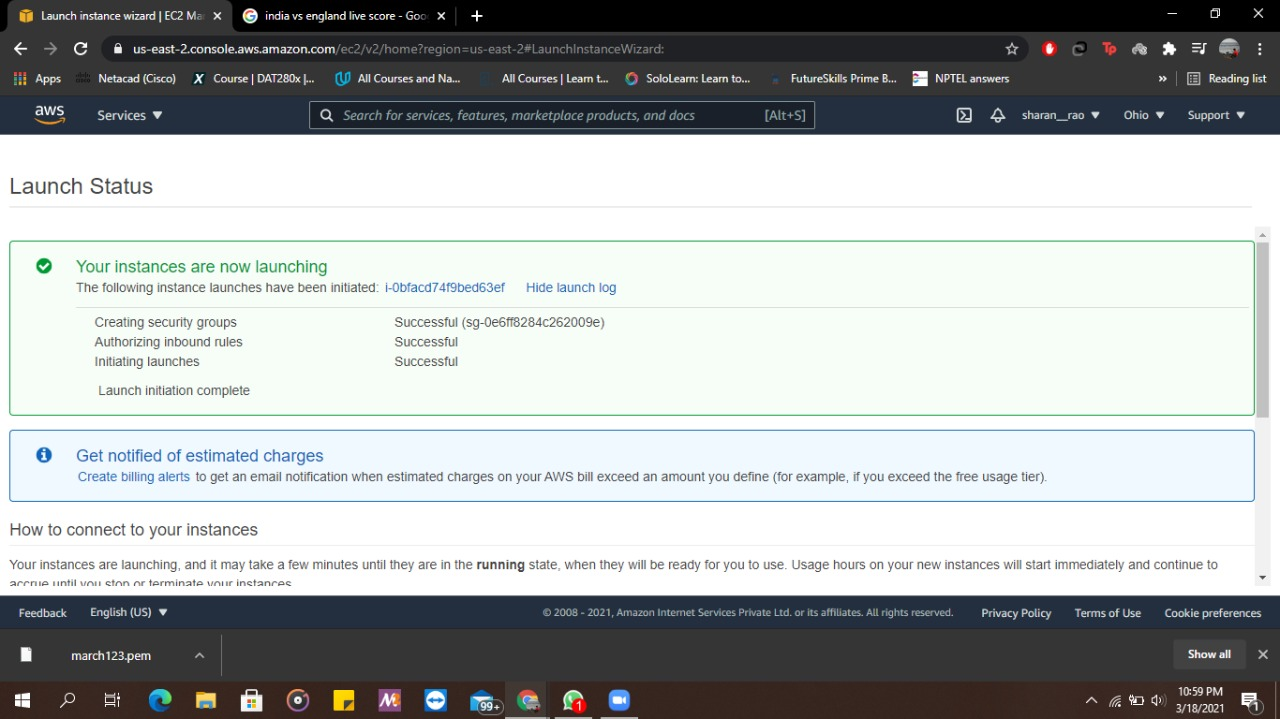 Launch instance wizard | EC2 Ma
india vs england live score - Goo
us-east-2.console.aws.amazon.com/ec2/v2/home?region=us-east-2#LaunchInstanceWizard:
Apps
Netacad (Cisco)
Course | DAT280x |...
All Courses and Na...
All Courses | Learn t...
SoloLearn: Learn to...
FutureSkills Prime B...
NPTEL answers
»
Reading list
aws
Services
Search for services, features, marketplace products, and docs
[Alt+S]
sharan__rao
Ohio
Support
Launch Status
Your instances are now launching
The following instance launches have been initiated: i-0bfacd74f9bed63ef Hide launch log
Creating security groups Successful (sg-0e6ff8284c262009e)
Authorizing inbound rules Successful
Initiating launches Successful
Launch initiation complete
Get notified of estimated charges
Create billing alerts to get an email notification when estimated charges on your AWS bill exceed an amount you define (for example, if you exceed the free usage tier).
How to connect to your instances
Your instances are launching, and it may take a few minutes until they are in the running state, when they will be ready for you to use. Usage hours on your new instances will start immediately and continue to
accrue until you stop or terminate your instances.
Feedback
English (US)
© 2008 - 2021, Amazon Internet Services Private Ltd. or its affiliates. All rights reserved.
Privacy Policy
Terms of Use
Cookie preferences
march123.pem
Show all
99+
1
10:59 PM
3/18/2021
1